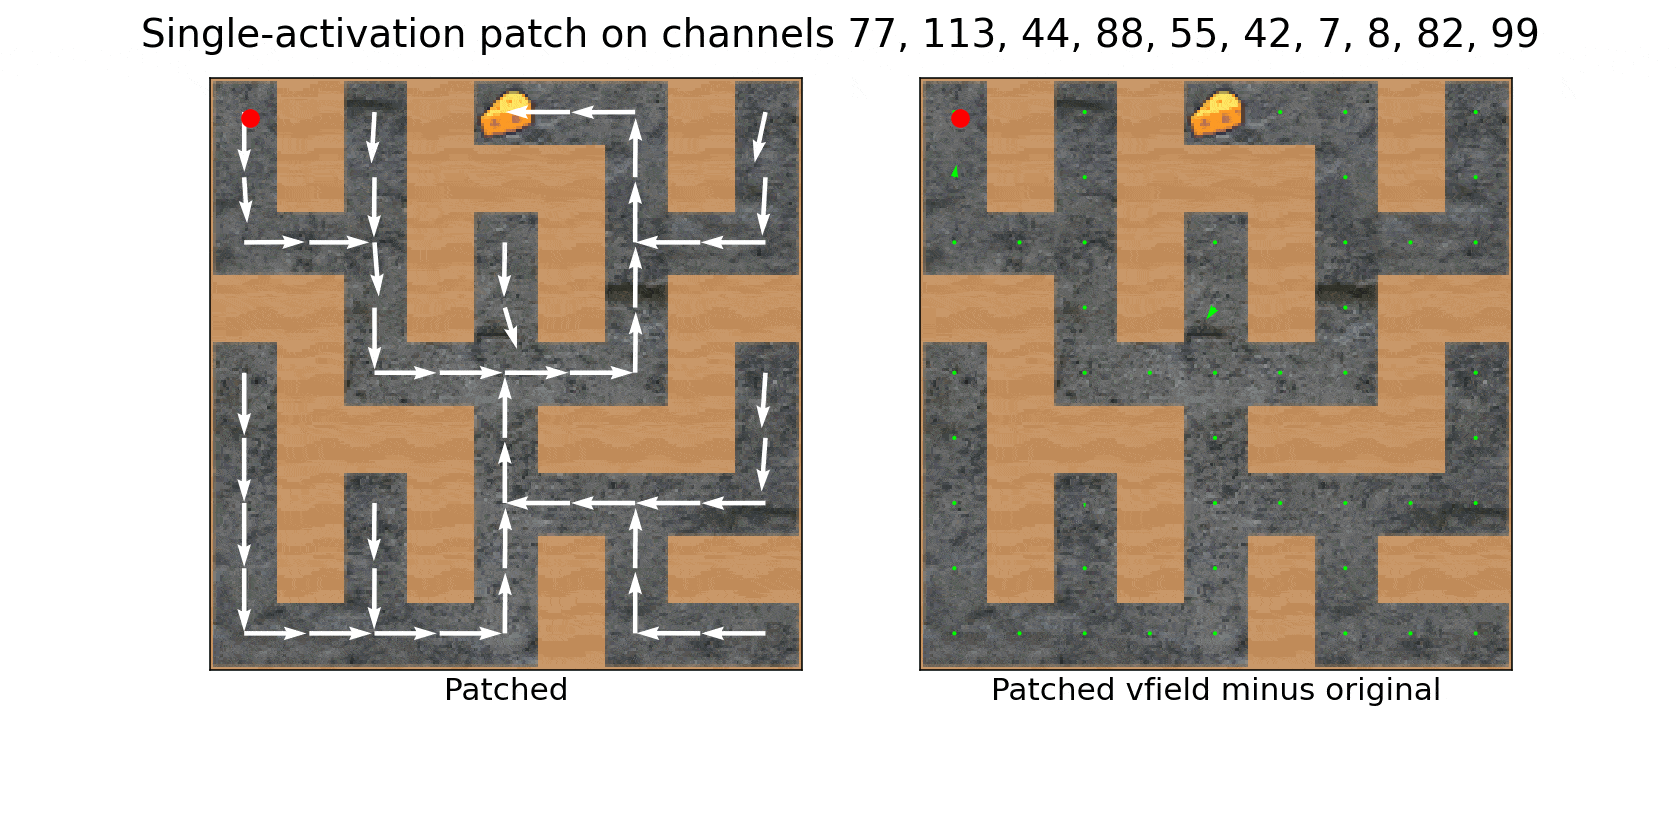 Single-activation patch on channels 77, 113, 44, 88, 55, 42, 7, 8, 82, 99
Patched
Patched vfield minus original